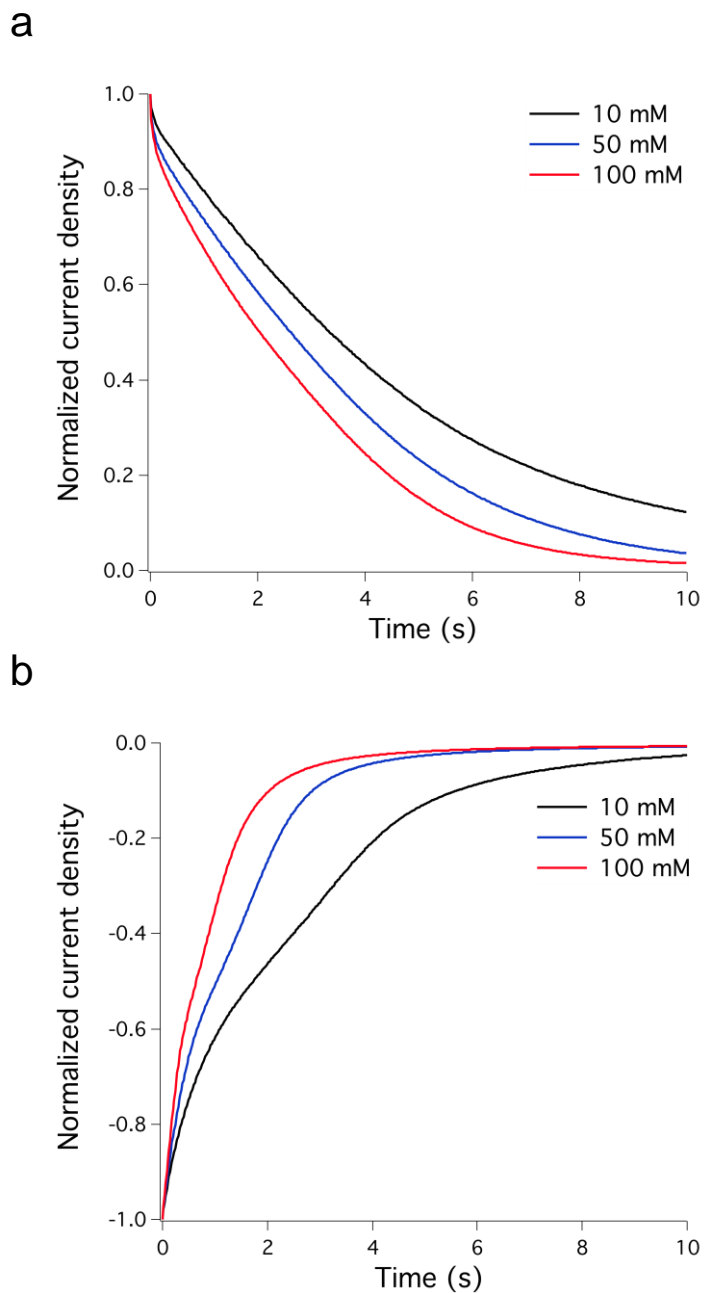 a
1.0
0.8
0.6
0.4
0.2
0.0
Normalized current density
10 mM
50 mM
100 mM
0 2 4 6 8 10
Time (s)
b
0.0
-0.2
-0.4
-0.6
-0.8
-1.0
Normalized current density
10 mM
50 mM
100 mM
0 2 4 6 8 10
Time (s)